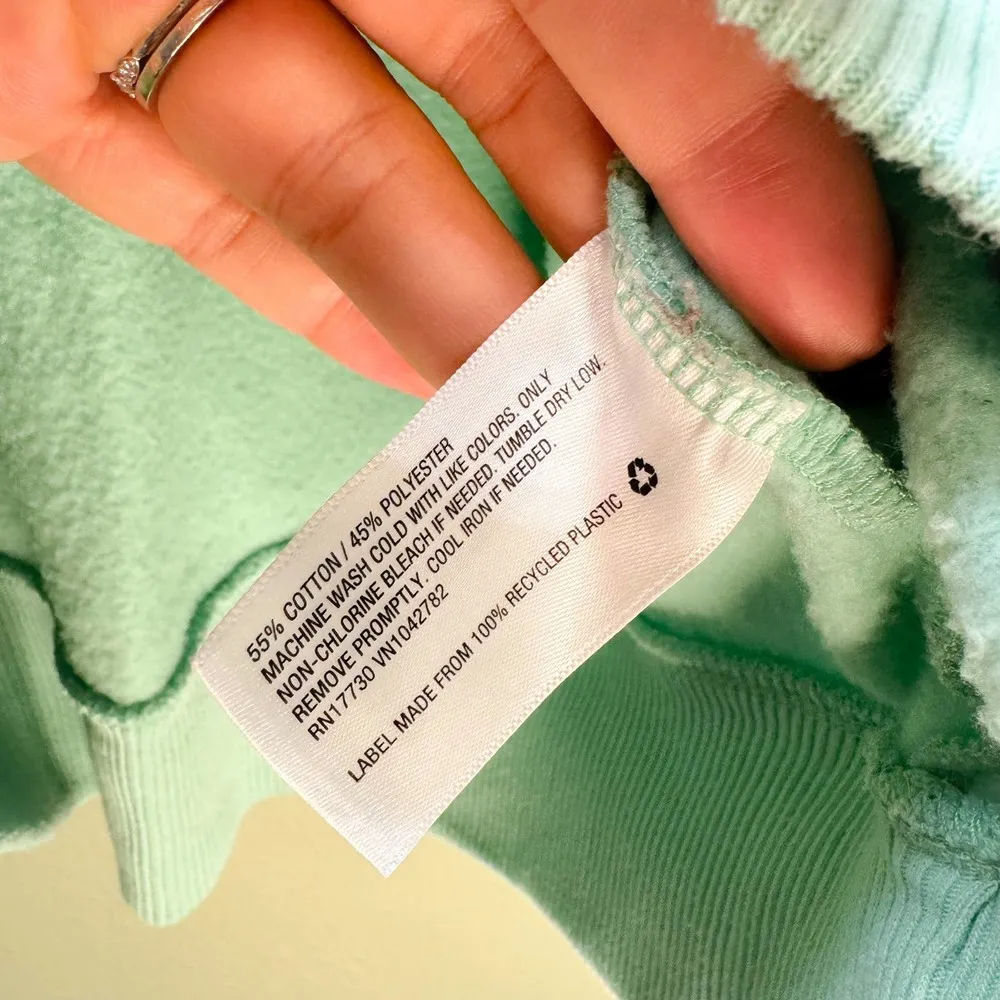 55% COTTON / 45% POLYESTER
MACHINE WASH COLD WITH LIKE COLORS. ONLY
NON-CHLORINE BLEACH IF NEEDED. TUMBLE DRY LOW.
REMOVE PROMPTLY. COOL IRON IF NEEDED.
RN17730 VN1042782
LABEL MADE FROM 100% RECYCLED PLASTIC